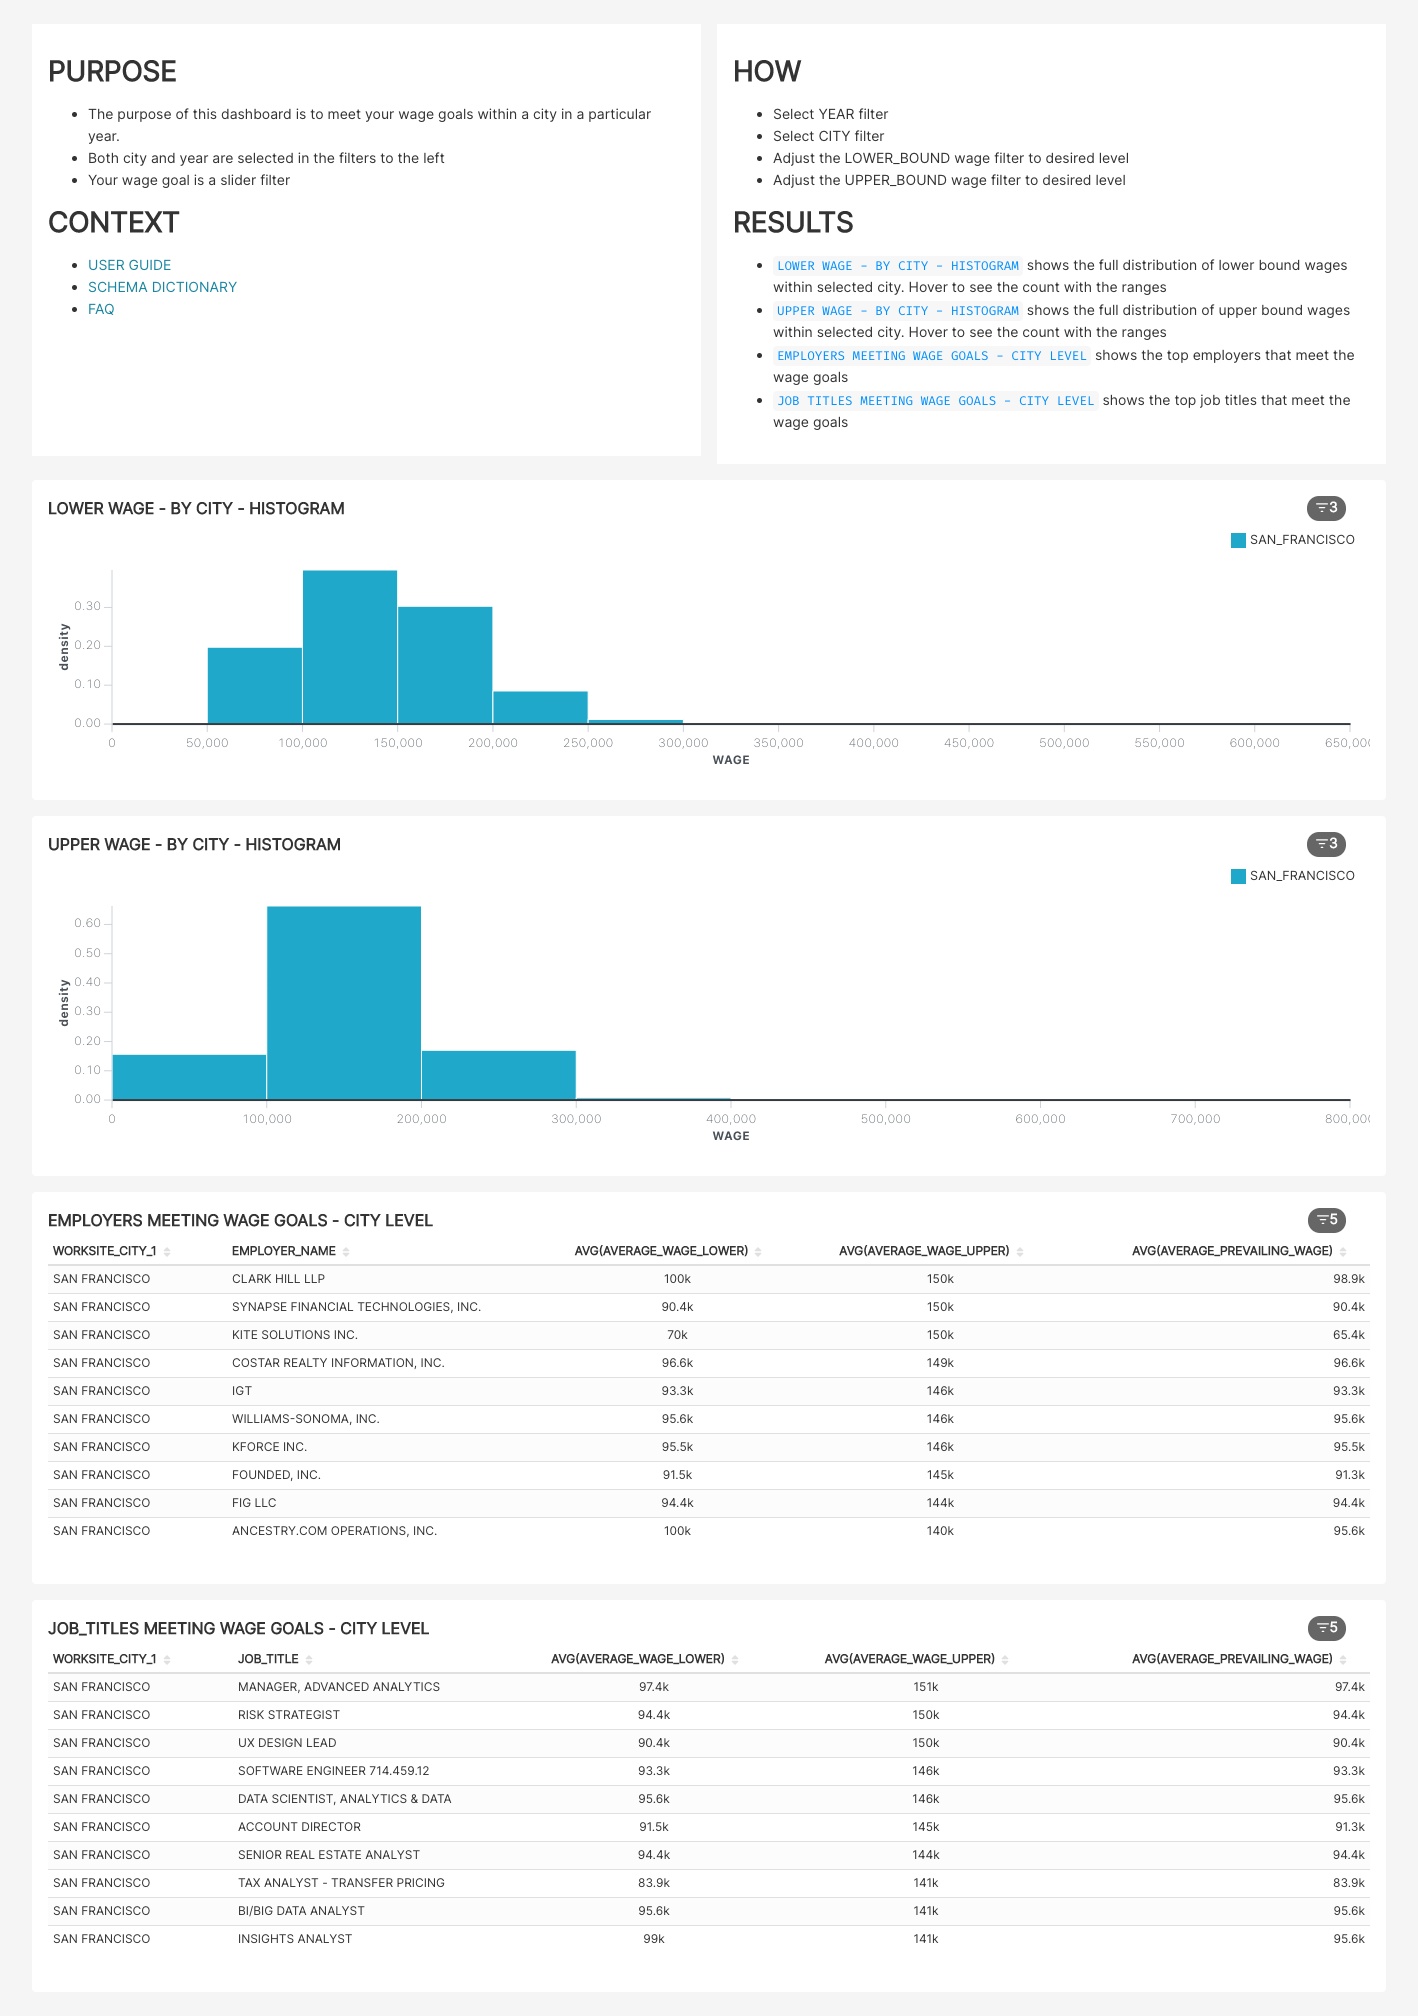 PURPOSE
The purpose of this dashboard is to meet your wage goals within a city in a particular
year.
Both city and year are selected in the filters to the left
Your wage goal is a slider filter
CONTEXT
USER GUIDE
SCHEMA DICTIONARY
FAQ
HOW
Select YEAR filter
Select CITY filter
Adjust the LOWER_BOUND wage filter to desired level
Adjust the UPPER_BOUND wage filter to desired level
RESULTS
LOWER WAGE - BY CITY - HISTOGRAM shows the full distribution of lower bound wages
within selected city. Hover to see the count with the ranges
UPPER WAGE - BY CITY - HISTOGRAM shows the full distribution of upper bound wages
within selected city. Hover to see the count with the ranges
EMPLOYERS MEETING WAGE GOALS - CITY LEVEL shows the top employers that meet the
wage goals
JOB TITLES MEETING WAGE GOALS - CITY LEVEL shows the top job titles that meet the
wage goals
LOWER WAGE - BY CITY - HISTOGRAM 3
SAN_FRANCISCO
density
0.30
0.20
0.10
0.00
0 50,000 100,000 150,000 200,000 250,000 300,000 350,000 400,000 450,000 500,000 550,000 600,000 650,000
WAGE
UPPER WAGE - BY CITY - HISTOGRAM 3
SAN_FRANCISCO
density
0.60
0.50
0.40
0.30
0.20
0.10
0.00
0 100,000 200,000 300,000 400,000 500,000 600,000 700,000 800,000
WAGE
EMPLOYERS MEETING WAGE GOALS - CITY LEVEL 5
WORKSITE_CITY_1 EMPLOYER_NAME AVG(AVERAGE_WAGE_LOWER) AVG(AVERAGE_WAGE_UPPER) AVG(AVERAGE_PREVAILING_WAGE)
SAN FRANCISCO CLARK HILL LLP 100k 150k 98.9k
SAN FRANCISCO SYNAPSE FINANCIAL TECHNOLOGIES, INC. 90.4k 150k 90.4k
SAN FRANCISCO KITE SOLUTIONS INC. 70k 150k 65.4k
SAN FRANCISCO COSTAR REALTY INFORMATION, INC. 96.6k 149k 96.6k
SAN FRANCISCO IGT 93.3k 146k 93.3k
SAN FRANCISCO WILLIAMS-SONOMA, INC. 95.6k 146k 95.6k
SAN FRANCISCO KFORCE INC. 95.5k 146k 95.5k
SAN FRANCISCO FOUNDED, INC. 91.5k 145k 91.3k
SAN FRANCISCO FIG LLC 94.4k 144k 94.4k
SAN FRANCISCO ANCESTRY.COM OPERATIONS, INC. 100k 140k 95.6k
JOB_TITLES MEETING WAGE GOALS - CITY LEVEL 5
WORKSITE_CITY_1 JOB_TITLE AVG(AVERAGE_WAGE_LOWER) AVG(AVERAGE_WAGE_UPPER) AVG(AVERAGE_PREVAILING_WAGE)
SAN FRANCISCO MANAGER, ADVANCED ANALYTICS 97.4k 151k 97.4k
SAN FRANCISCO RISK STRATEGIST 94.4k 150k 94.4k
SAN FRANCISCO UX DESIGN LEAD 90.4k 150k 90.4k
SAN FRANCISCO SOFTWARE ENGINEER 714.459.12 93.3k 146k 93.3k
SAN FRANCISCO DATA SCIENTIST, ANALYTICS & DATA 95.6k 146k 95.6k
SAN FRANCISCO ACCOUNT DIRECTOR 91.5k 145k 91.3k
SAN FRANCISCO SENIOR REAL ESTATE ANALYST 94.4k 144k 94.4k
SAN FRANCISCO TAX ANALYST - TRANSFER PRICING 83.9k 141k 83.9k
SAN FRANCISCO BI/BIG DATA ANALYST 95.6k 141k 95.6k
SAN FRANCISCO INSIGHTS ANALYST 99k 141k 95.6k